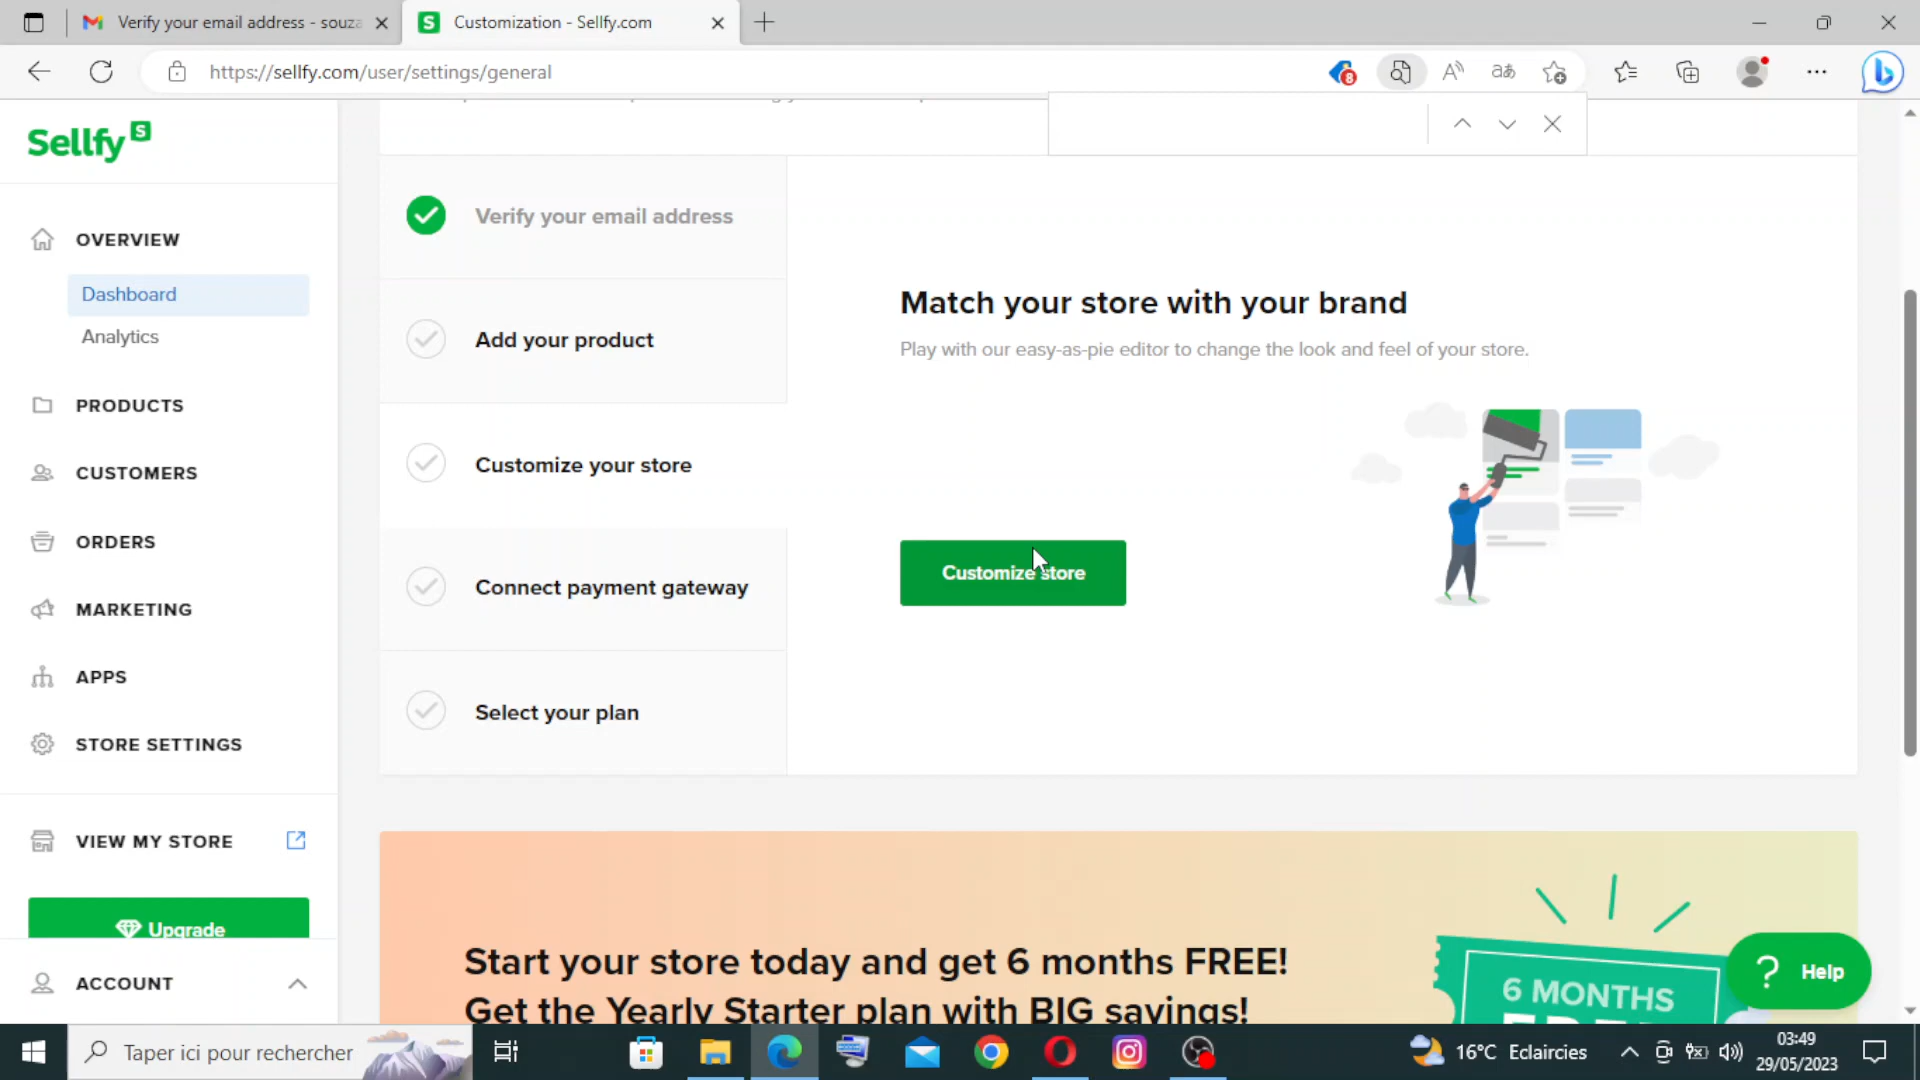 Verify your email address - souza
Customization - Sellfy.com
https://sellfy.com/user/settings/general
8
Sellfy S
OVERVIEW
Dashboard
Analytics
PRODUCTS
CUSTOMERS
ORDERS
MARKETING
APPS
STORE SETTINGS
VIEW MY STORE
Upgrade
ACCOUNT
Verify your email address
Add your product
Customize your store
Connect payment gateway
Select your plan
Match your store with your brand
Play with our easy-as-pie editor to change the look and feel of your store.
Customize store
Start your store today and get 6 months FREE!
Get the Yearly Starter plan with BIG savings!
6 MONTHS
? Help
Taper ici pour rechercher
16°C Eclaircies
03:49
29/05/2023